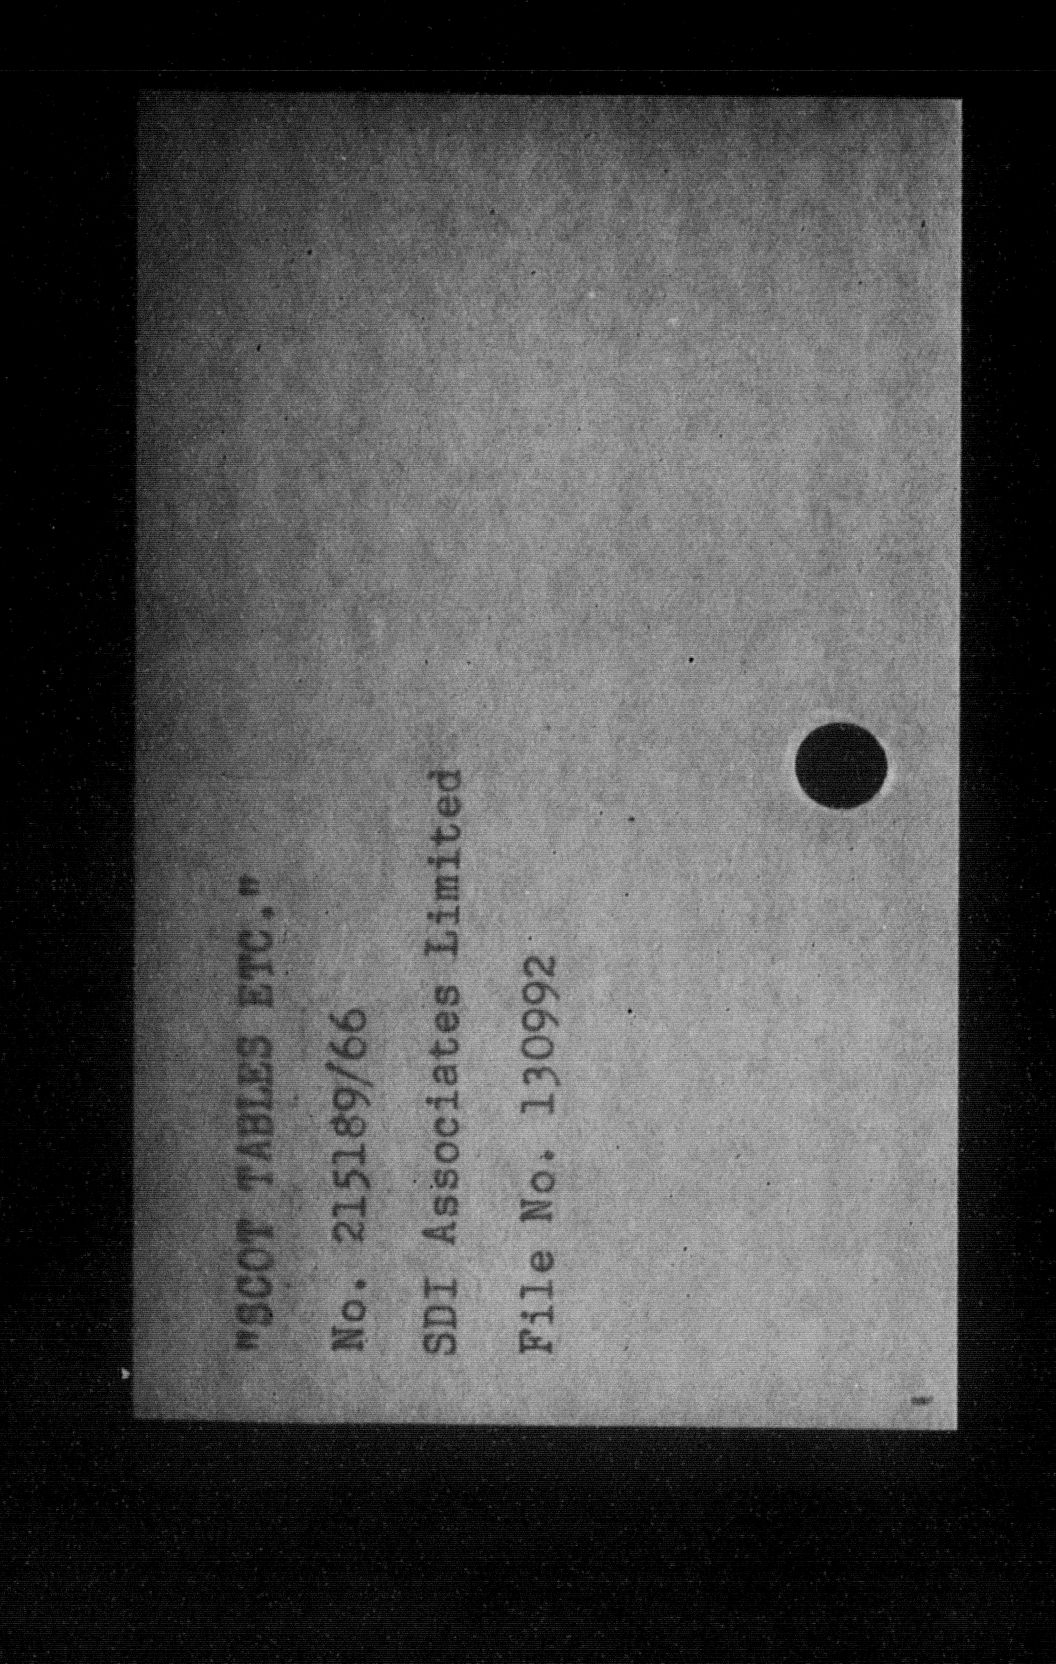 "SCOT TABLES ETC."
No. 215189/66
SDI Associates Limited
File No. 130992